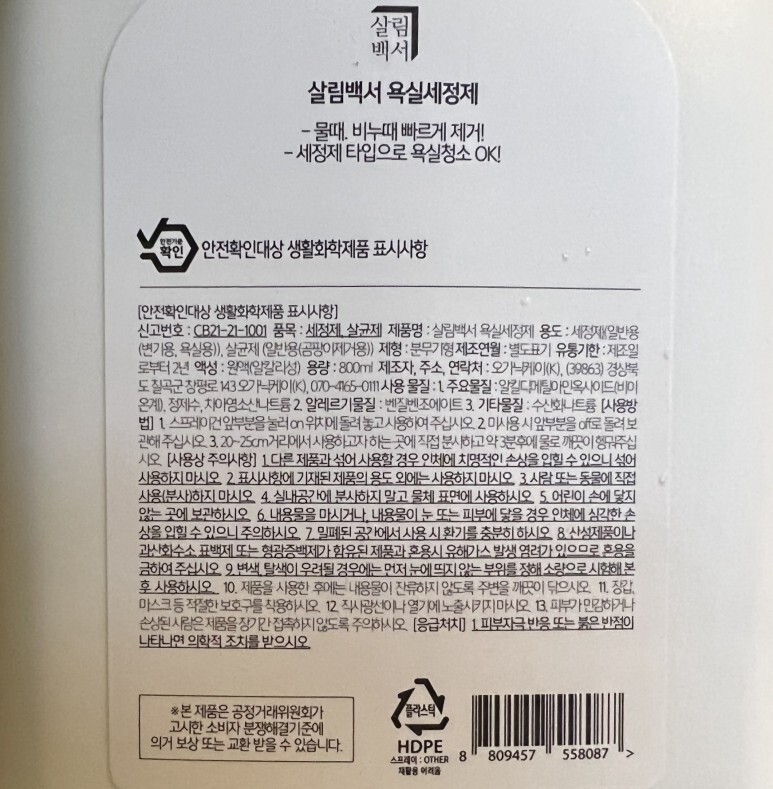 살림
백서
살림백서 욕실세정제
– 물때, 비누때 빠르게 제거!
– 세정제 타입으로 욕실청소 OK!
안전기준
확인
안전확인대상 생활화학제품 표시사항
[안전확인대상 생활화학제품 표시사항]
신고번호 : CB21-21-1001 품목 : 세정제, 살균제 제품명 : 살림백서 욕실세정제 용도 : 세정제(일반용
(변기용, 욕실용)), 살균제 (일반용(곰팡이제거용)) 제형 : 분무기형 제조연월 : 별도표기 유통기한 : 제조일
로부터 2년 액성 : 원액(알칼리성) 용량 : 800ml 제조자, 주소, 연락처 : 오가닉케이(K), (39863) 경상북
도 칠곡군 창평로 143 오가닉케이(K), 070-4165-0111 사용 물질 : 1. 주요물질 : 알킬디메틸아민옥사이드(비이
온계), 정제수, 차아염소산나트륨 2. 알레르기물질 : 벤질벤조에이트 3. 기타물질 : 수산화나트륨 [사용방
법] 1. 스프레이건 앞부분을 눌러 on 위치에 돌려 놓고 사용하여 주십시오. 2. 미사용 시 앞부분을 off로 돌려 보
관해 주십시오. 3. 20~25cm 거리에서 사용하고자 하는 곳에 직접 분사하고 약 3분후에 물로 깨끗이 헹궈주십
시오. [사용상 주의사항] 1. 다른 제품과 섞어 사용할 경우 인체에 치명적인 손상을 입힐 수 있으니 섞어
사용하지 마시오. 2. 표시사항에 기재된 제품의 용도 외에는 사용하지 마시오. 3. 사람 또는 동물에 직접
사용(분사)하지 마시오. 4. 실내공간에 분사하지 말고 물체 표면에 사용하시오. 5. 어린이 손에 닿지
않는 곳에 보관하시오. 6. 내용물을 마시거나, 내용물이 눈 또는 피부에 닿을 경우 인체에 심각한 손
상을 입힐 수 있으니 주의하시오. 7. 밀폐된 공간에서 사용 시 환기를 충분히 하시오. 8. 산성제품이나
과산화수소 표백제 또는 형광증백제가 함유된 제품과 혼용시 유해가스 발생 염려가 있으므로 혼용을
금하여 주십시오. 9. 변색, 탈색이 우려될 경우에는 먼저 눈에 띄지 않는 부위를 정해 소량으로 시험해 본
후 사용하시오. 10. 제품을 사용한 후에는 내용물이 잔류하지 않도록 주변을 깨끗이 닦으시오. 11. 장갑,
마스크 등 적절한 보호구를 착용하시오. 12. 직사광선이나 열기에 노출시키지 마시오. 13. 피부가 민감하거나
손상된 사람은 제품을 장기간 접촉하지 않도록 주의하시오. [응급처치] 1. 피부자극 반응 또는 붉은 반점이
나타나면 의학적 조치를 받으시오.
※본 제품은 공정거래위원회가
고시한 소비자 분쟁해결기준에
의거 보상 또는 교환 받을 수 있습니다.
플라스틱
HDPE
스프레이 : OTHER
재활용 어려움
8 809457 558087 >